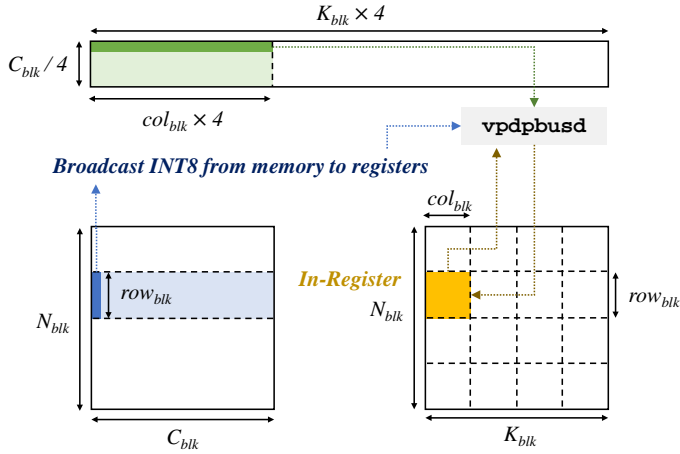 K_blk × 4
C_blk / 4
col_blk × 4
vpdpbusd
Broadcast INT8 from memory to registers
col_blk
In-Register
row_blk
N_blk
N_blk
row_blk
C_blk
K_blk